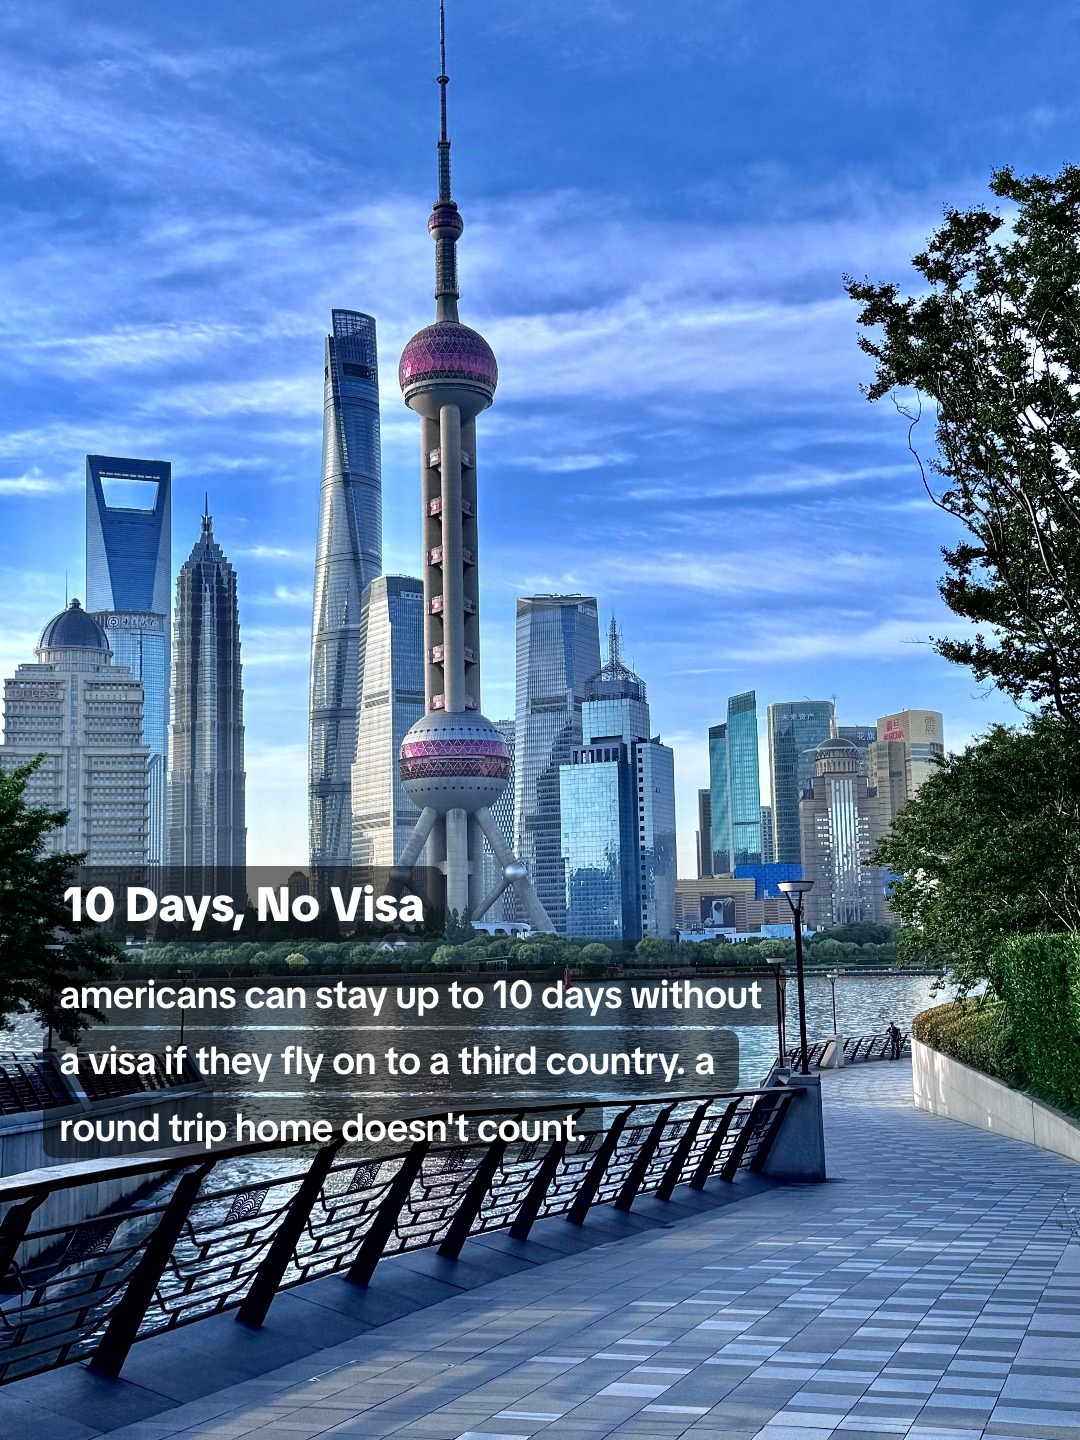 10 Days, No Visa
americans can stay up to 10 days without
a visa if they fly on to a third country. a
round trip home doesn't count.